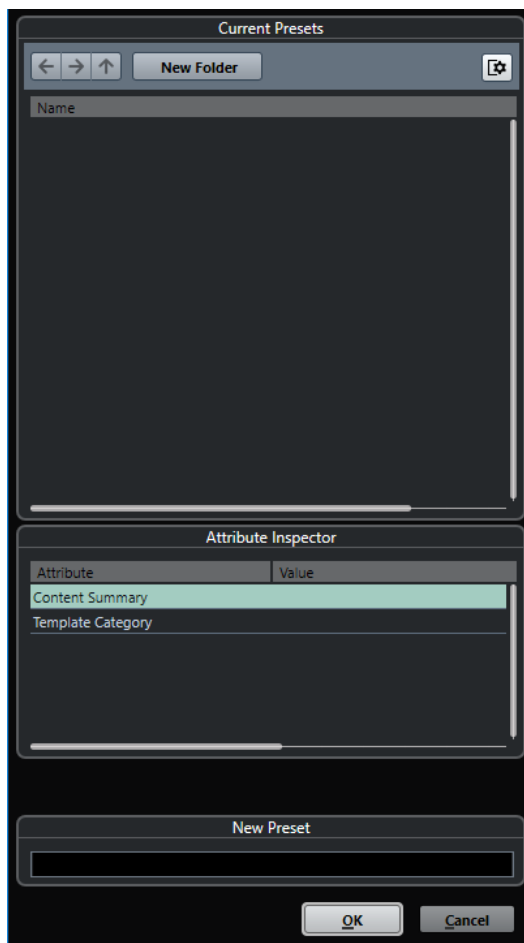 Current Presets
New Folder
Name
Attribute Inspector
Attribute Value
Content Summary
Template Category
New Preset
OK Cancel